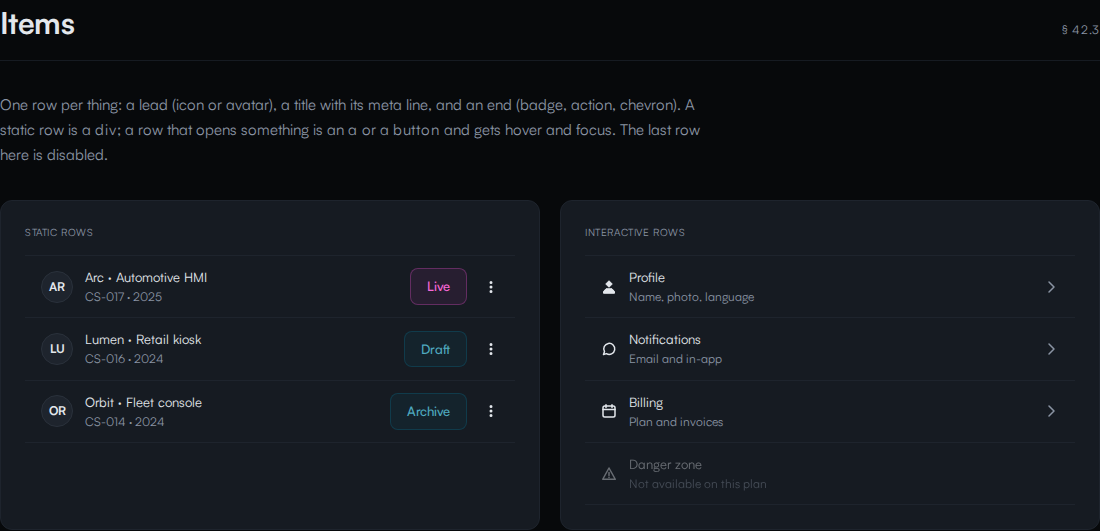 Items
§ 42.3
One row per thing: a lead (icon or avatar), a title with its meta line, and an end (badge, action, chevron). A
static row is a div; a row that opens something is an a or a button and gets hover and focus. The last row
here is disabled.
STATIC ROWS
AR
Arc • Automotive HMI
CS-017 • 2025
Live
LU
Lumen • Retail kiosk
CS-016 • 2024
Draft
OR
Orbit • Fleet console
CS-014 • 2024
Archive
INTERACTIVE ROWS
Profile
Name, photo, language
Notifications
Email and in-app
Billing
Plan and invoices
Danger zone
Not available on this plan